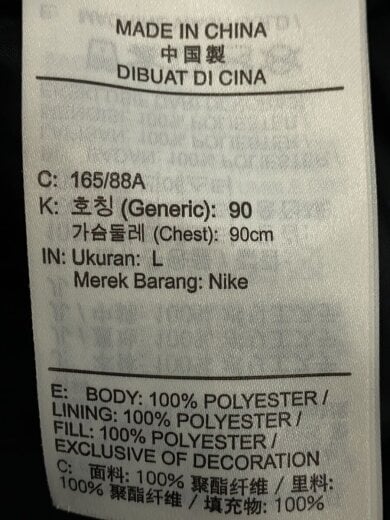 MADE IN CHINA
中国製
DIBUAT DI CINA
C: 165/88A
K: 호칭 (Generic): 90
가슴둘레 (Chest): 90cm
IN: Ukuran: L
Merek Barang: Nike
E: BODY: 100% POLYESTER /
LINING: 100% POLYESTER /
FILL: 100% POLYESTER /
EXCLUSIVE OF DECORATION
C: 面料: 100% 聚酯纤维 / 里料:
100% 聚酯纤维 / 填充物: 100%